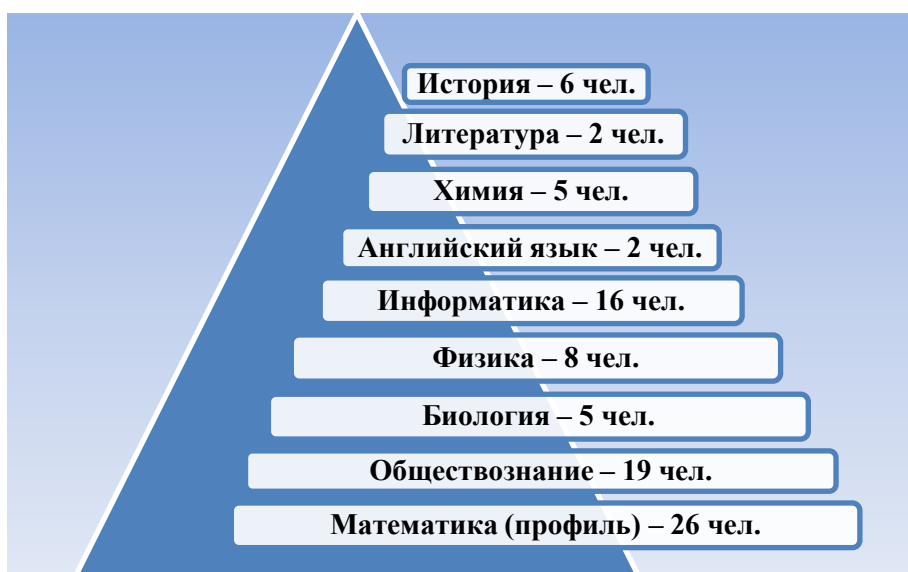 История – 6 чел.
Литература – 2 чел.
Химия – 5 чел.
Английский язык – 2 чел.
Информатика – 16 чел.
Физика – 8 чел.
Биология – 5 чел.
Обществознание – 19 чел.
Математика (профиль) – 26 чел.